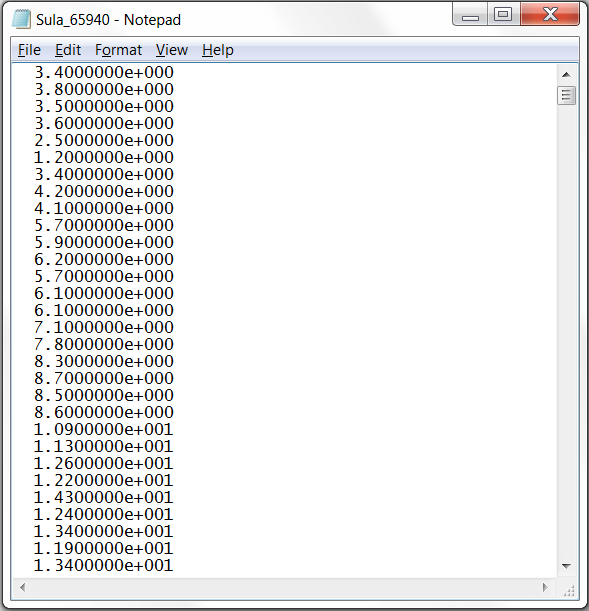 Sula_65940 - Notepad
File Edit Format View Help
3.4000000e+000
3.8000000e+000
3.5000000e+000
3.6000000e+000
2.5000000e+000
1.2000000e+000
3.4000000e+000
4.2000000e+000
4.1000000e+000
5.7000000e+000
5.9000000e+000
6.2000000e+000
5.7000000e+000
6.1000000e+000
6.1000000e+000
7.1000000e+000
7.8000000e+000
8.3000000e+000
8.7000000e+000
8.5000000e+000
8.6000000e+000
1.0900000e+001
1.1300000e+001
1.2600000e+001
1.2200000e+001
1.4300000e+001
1.2400000e+001
1.3400000e+001
1.1900000e+001
1.3400000e+001